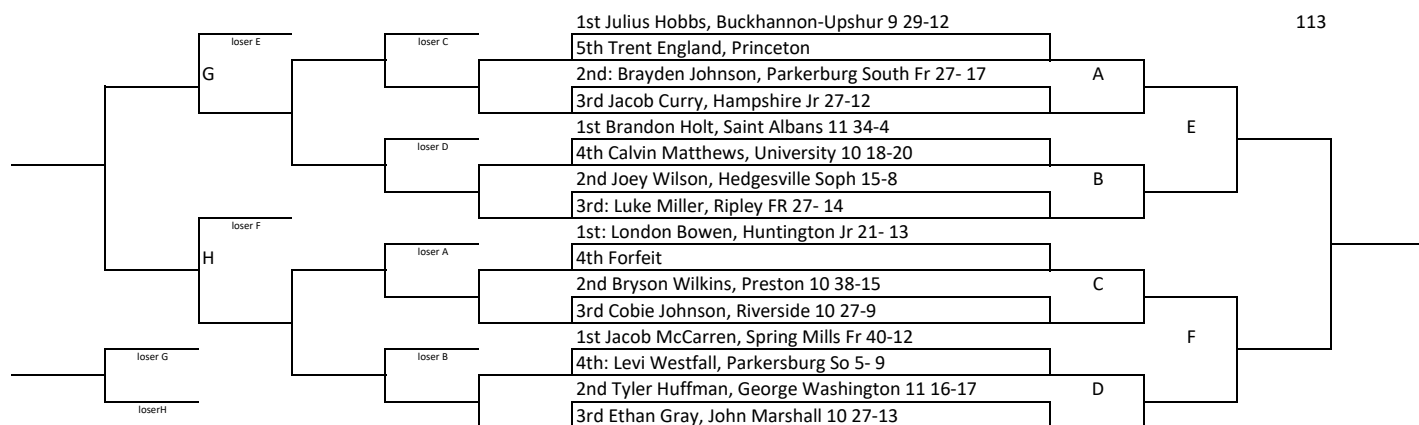 1st Julius Hobbs, Buckhannon-Upshur 9 29-12
113
loser E
loser C
5th Trent England, Princeton
G
2nd: Brayden Johnson, Parkerburg South Fr 27- 17
A
3rd Jacob Curry, Hampshire Jr 27-12
1st Brandon Holt, Saint Albans 11 34-4
E
loser D
4th Calvin Matthews, University 10 18-20
2nd Joey Wilson, Hedgesville Soph 15-8
B
3rd: Luke Miller, Ripley FR 27- 14
loser F
1st: London Bowen, Huntington Jr 21- 13
loser A
H
4th Forfeit
2nd Bryson Wilkins, Preston 10 38-15
C
3rd Cobie Johnson, Riverside 10 27-9
1st Jacob McCarren, Spring Mills Fr 40-12
F
loser G
loser B
4th: Levi Westfall, Parkersburg So 5- 9
2nd Tyler Huffman, George Washington 11 16-17
D
loserH
3rd Ethan Gray, John Marshall 10 27-13